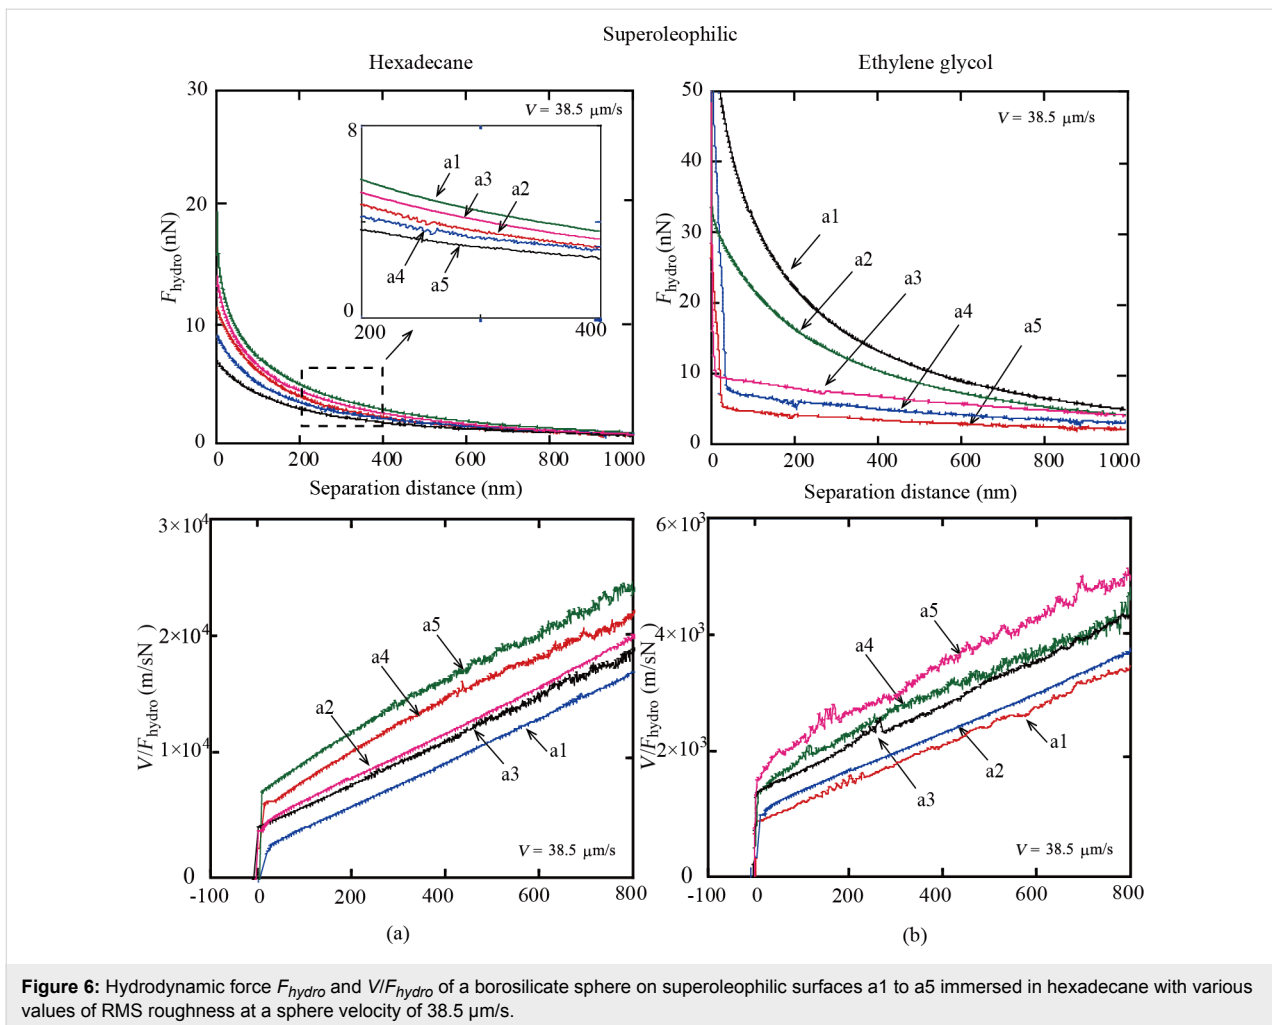 Superoleophilic
Hexadecane
Ethylene glycol
30
20
10
0
F_hydro (nN)
V = 38.5 µm/s
8
0
200
400
a1
a3
a2
a4
a5
0
200
400
600
800
1000
Separation distance (nm)
50
40
30
20
10
0
F_hydro (nN)
V = 38.5 µm/s
a1
a2
a3
a4
a5
0
200
400
600
800
1000
Separation distance (nm)
3×10⁴
2×10⁴
1×10⁴
0
V/F_hydro (m/sN )
a5
a4
a2
a3
a1
V = 38.5 µm/s
-100
0
200
400
600
800
(a)
6×10³
4×10³
2×10³
0
V/F_hydro (m/sN )
a5
a4
a1
a2
a3
V = 38.5 µm/s
-100
0
200
400
600
800
(b)
Figure 6: Hydrodynamic force F_hydro and V/F_hydro of a borosilicate sphere on superoleophilic surfaces a1 to a5 immersed in hexadecane with various
values of RMS roughness at a sphere velocity of 38.5 µm/s.